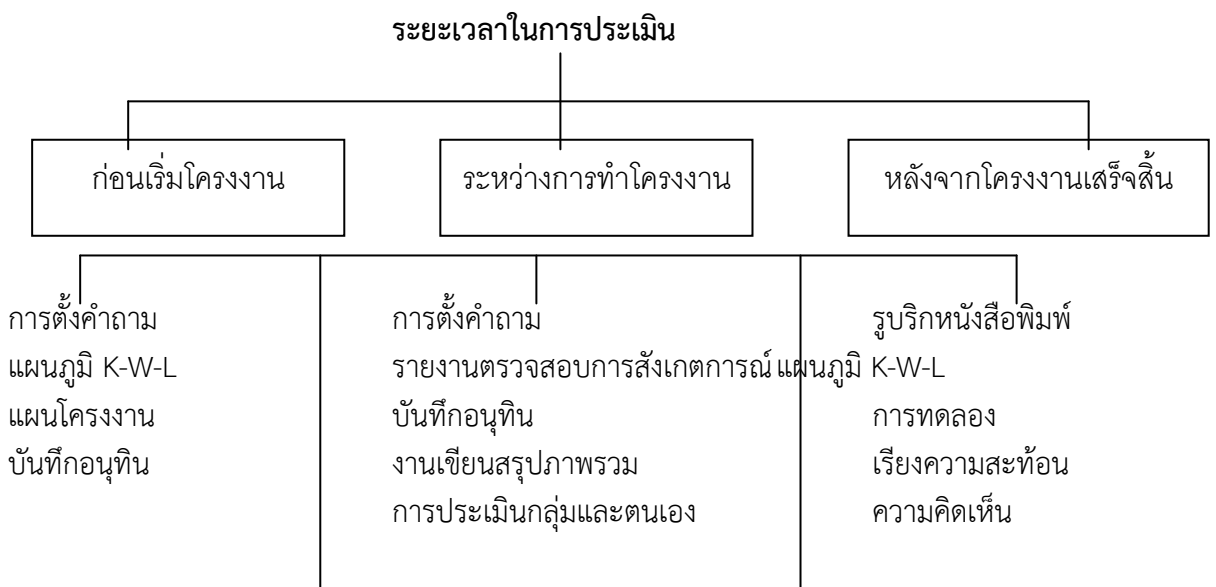 ระยะเวลาในการประเมิน
ก่อนเริ่มโครงงาน
ระหว่างการทำโครงงาน
หลังจากโครงงานเสร็จสิ้น
การตั้งคำถาม
แผนภูมิ K-W-L
แผนโครงงาน
บันทึกอนุทิน
การตั้งคำถาม
รายงานตรวจสอบการสังเกตการณ์
บันทึกอนุทิน
งานเขียนสรุปภาพรวม
การประเมินกลุ่มและตนเอง
รูบริกหนังสือพิมพ์
แผนภูมิ K-W-L
การทดลอง
เรียงความสะท้อน
ความคิดเห็น